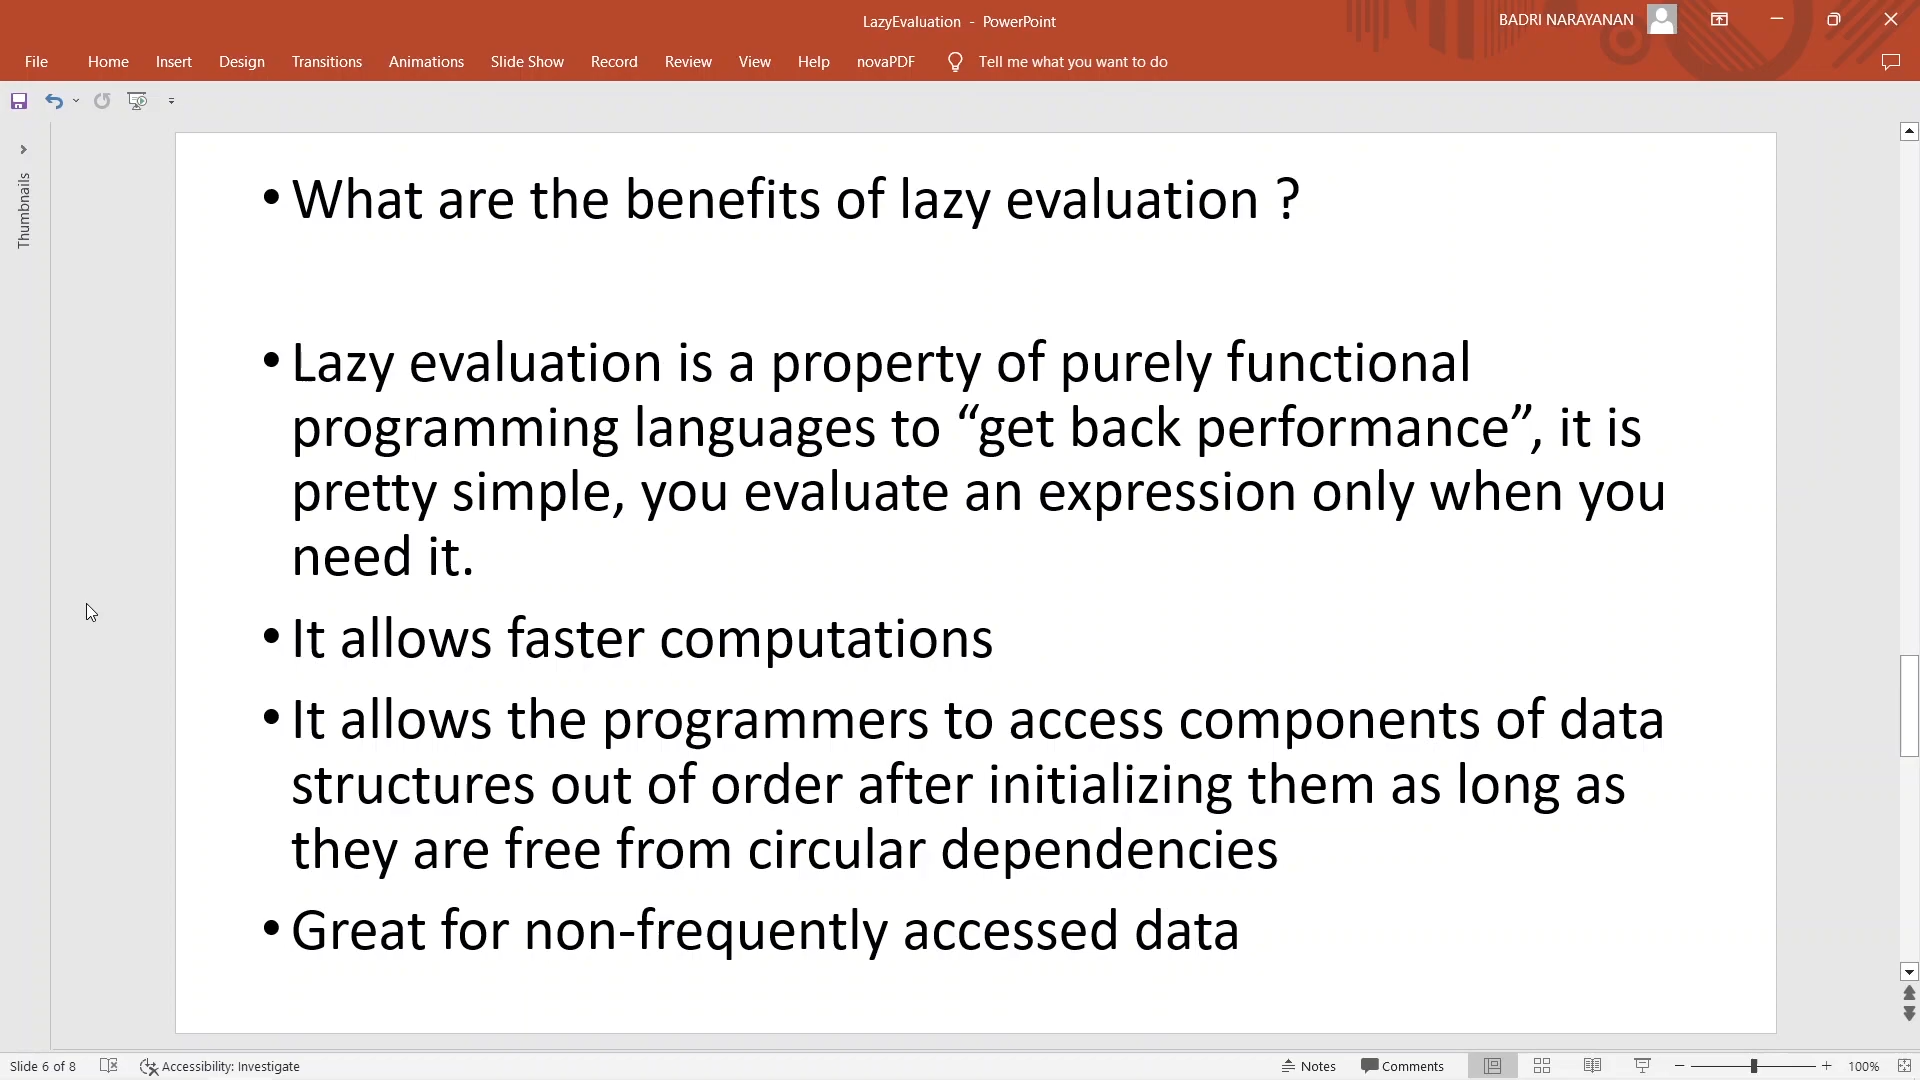 LazyEvaluation - PowerPoint
BADRI NARAYANAN
File Home Insert Design Transitions Animations Slide Show Record Review View Help novaPDF Tell me what you want to do
Thumbnails
• What are the benefits of lazy evaluation ?
• Lazy evaluation is a property of purely functional
programming languages to “get back performance”, it is
pretty simple, you evaluate an expression only when you
need it.
• It allows faster computations
• It allows the programmers to access components of data
structures out of order after initializing them as long as
they are free from circular dependencies
• Great for non-frequently accessed data
Slide 6 of 8 Accessibility: Investigate Notes Comments 100%